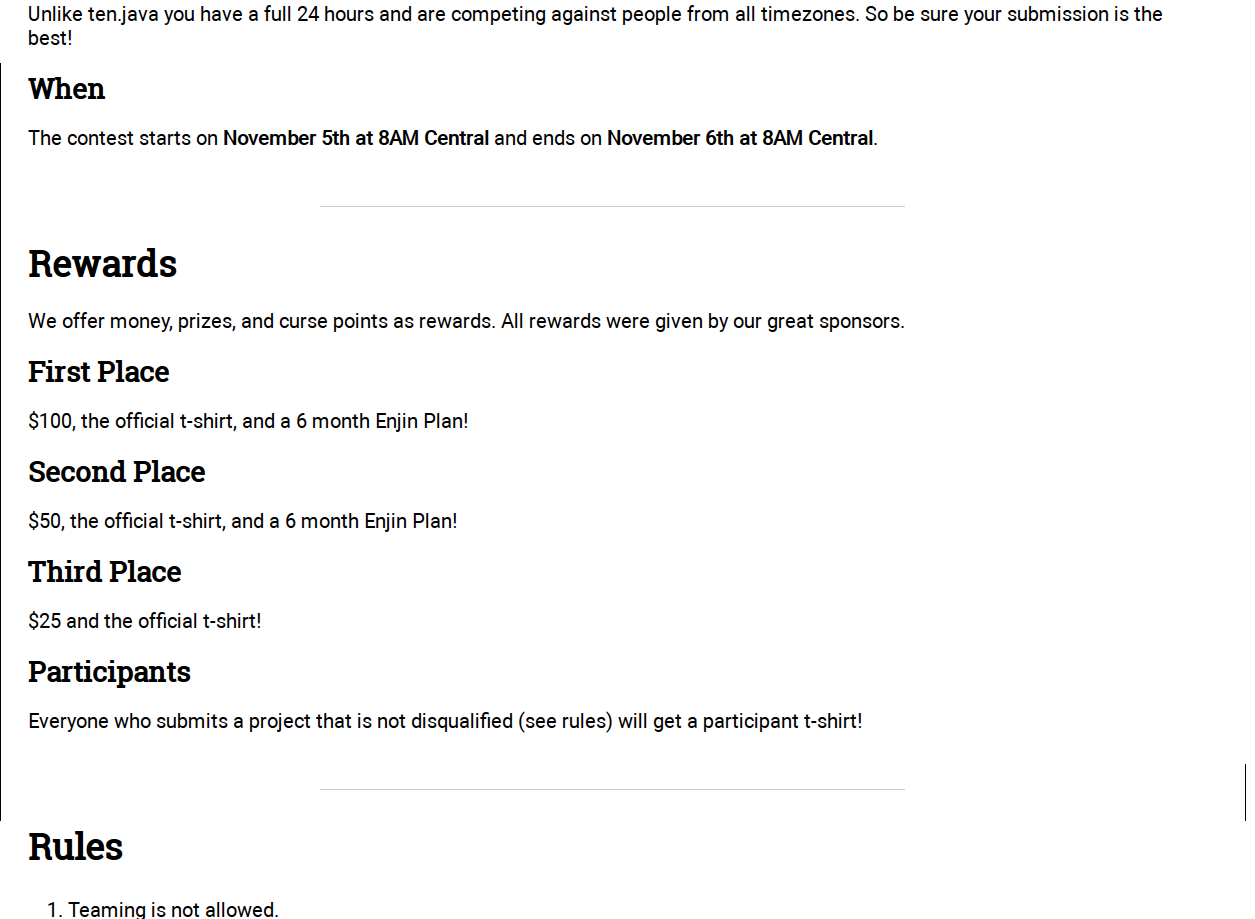 Unlike ten.java you have a full 24 hours and are competing against people from all timezones. So be sure your submission is the
best!
When
The contest starts on November 5th at 8AM Central and ends on November 6th at 8AM Central.
Rewards
We offer money, prizes, and curse points as rewards. All rewards were given by our great sponsors.
First Place
$100, the official t-shirt, and a 6 month Enjin Plan!
Second Place
$50, the official t-shirt, and a 6 month Enjin Plan!
Third Place
$25 and the official t-shirt!
Participants
Everyone who submits a project that is not disqualified (see rules) will get a participant t-shirt!
Rules
1. Teaming is not allowed.